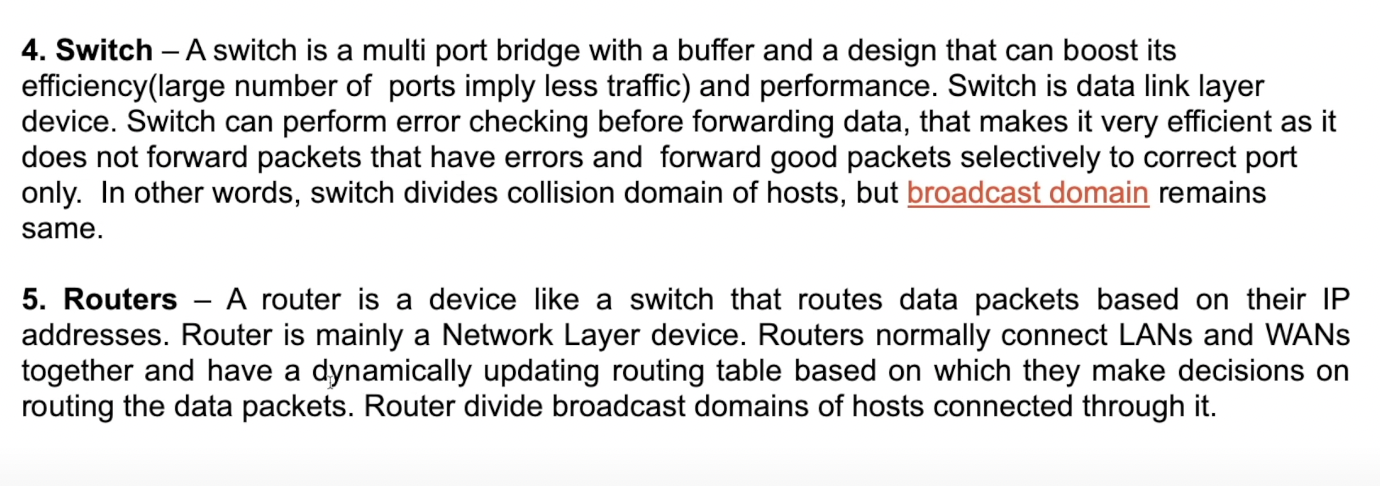 4. Switch – A switch is a multi port bridge with a buffer and a design that can boost its
efficiency(large number of  ports imply less traffic) and performance. Switch is data link layer
device. Switch can perform error checking before forwarding data, that makes it very efficient as it
does not forward packets that have errors and  forward good packets selectively to correct port
only.  In other words, switch divides collision domain of hosts, but broadcast domain remains
same.
5. Routers – A router is a device like a switch that routes data packets based on their IP
addresses. Router is mainly a Network Layer device. Routers normally connect LANs and WANs
together and have a dynamically updating routing table based on which they make decisions on
routing the data packets. Router divide broadcast domains of hosts connected through it.